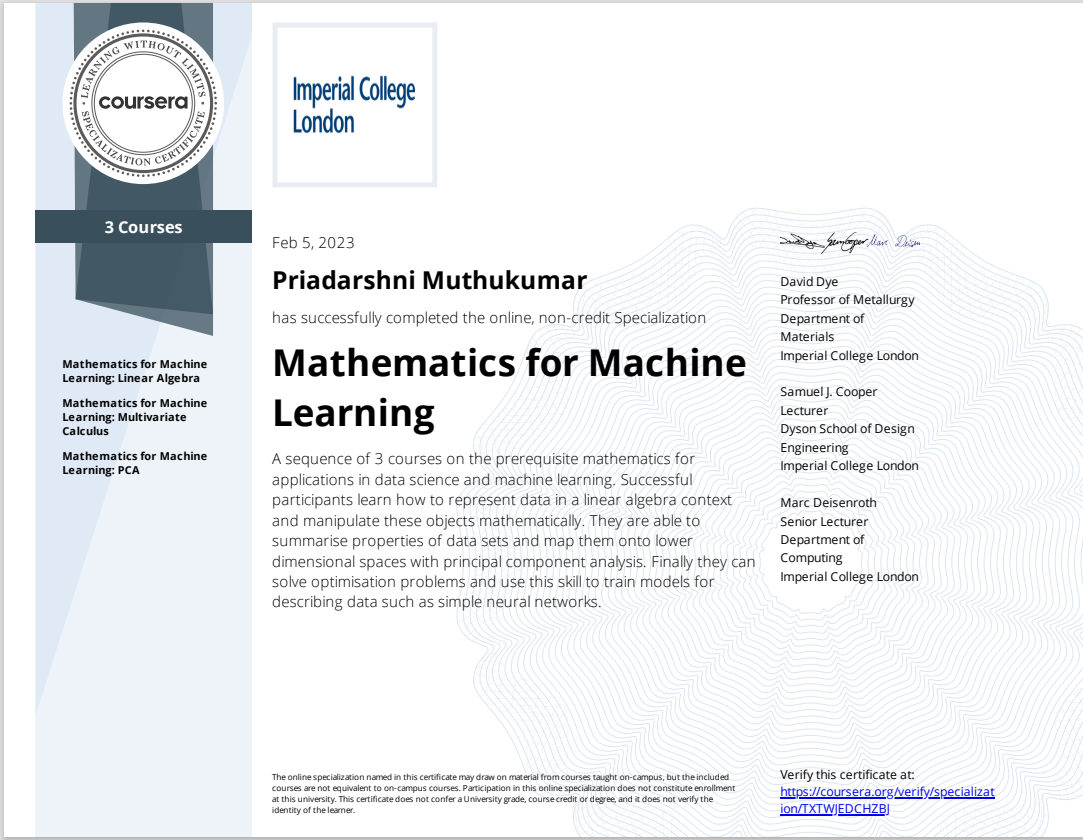 LEARNING WITHOUT LIMITS
coursera
SPECIALIZATION CERTIFICATE
3 Courses
Mathematics for Machine
Learning: Linear Algebra
Mathematics for Machine
Learning: Multivariate
Calculus
Mathematics for Machine
Learning: PCA
Imperial College
London
Feb 5, 2023
Priadarshni Muthukumar
has successfully completed the online, non-credit Specialization
Mathematics for Machine
Learning
A sequence of 3 courses on the prerequisite mathematics for
applications in data science and machine learning. Successful
participants learn how to represent data in a linear algebra context
and manipulate these objects mathematically. They are able to
summarise properties of data sets and map them onto lower
dimensional spaces with principal component analysis. Finally they can
solve optimisation problems and use this skill to train models for
describing data such as simple neural networks.
David Dye
Professor of Metallurgy
Department of
Materials
Imperial College London
Samuel J. Cooper
Lecturer
Dyson School of Design
Engineering
Imperial College London
Marc Deisenroth
Senior Lecturer
Department of
Computing
Imperial College London
The online specialization named in this certificate may draw on material from courses taught on-campus, but the included
courses are not equivalent to on-campus courses. Participation in this online specialization does not constitute enrollment
at this university. This certificate does not confer a University grade, course credit or degree, and it does not verify the
identity of the learner.
Verify this certificate at:
https://coursera.org/verify/specializat
ion/TXTWJEDCHZBJ